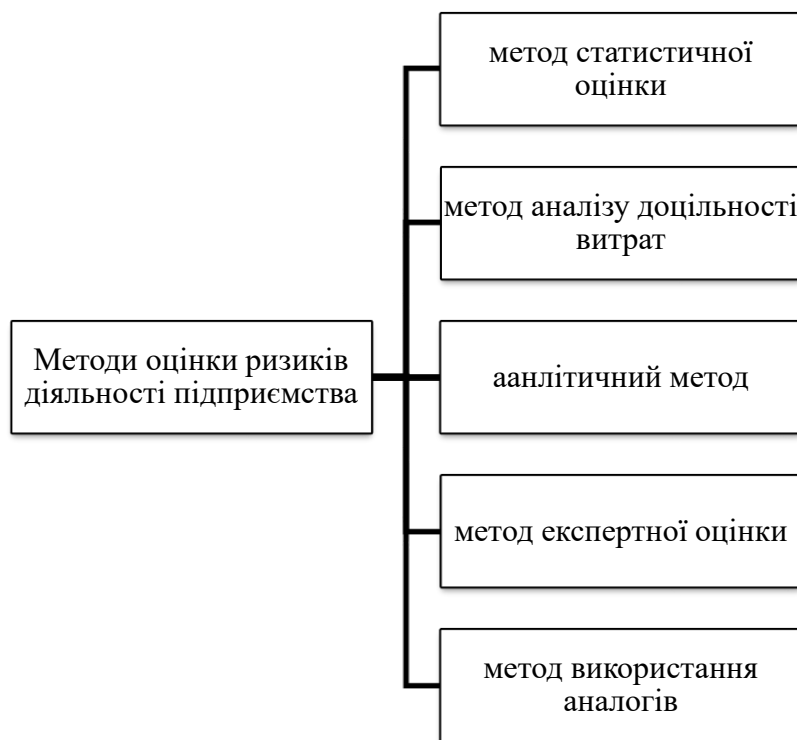 метод статистичної
оцінки
метод аналізу доцільності
витрат
Методи оцінки ризиків
діяльності підприємства
аанлітичний метод
метод експертної оцінки
метод використання
аналогів